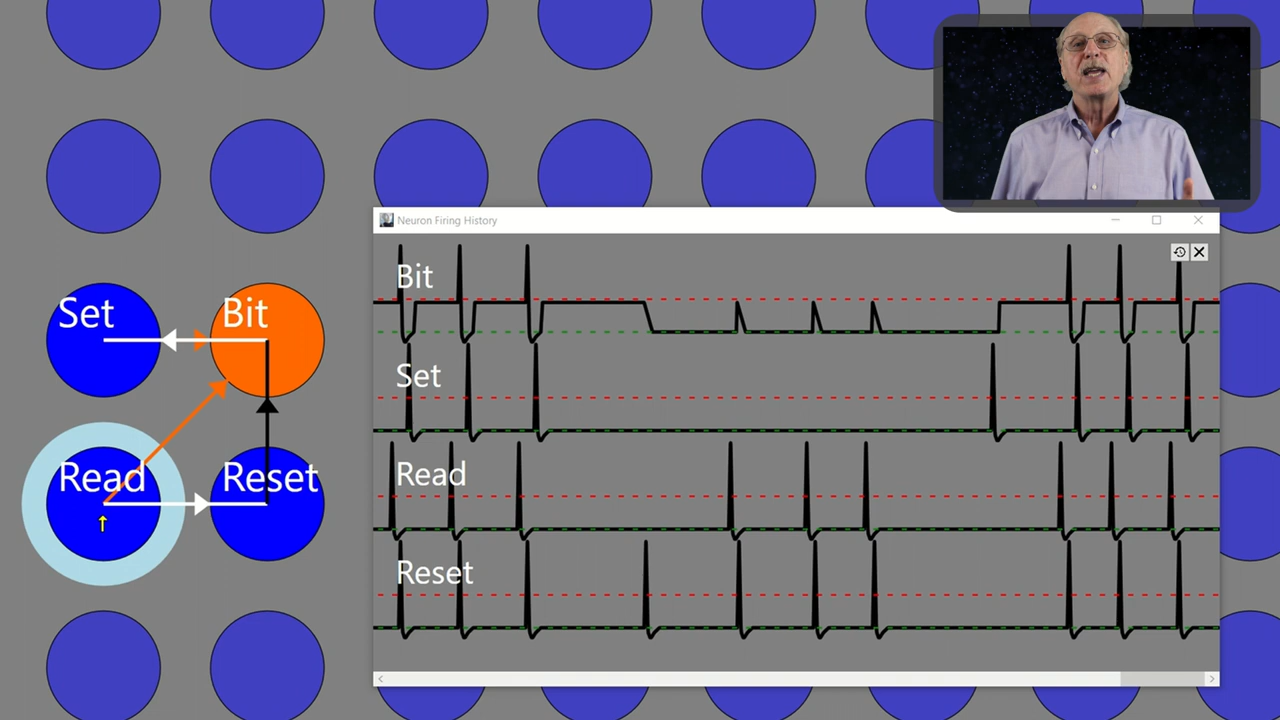 Neuron Firing History
Bit
Set
Read
Reset
Set
Bit
Read
Reset